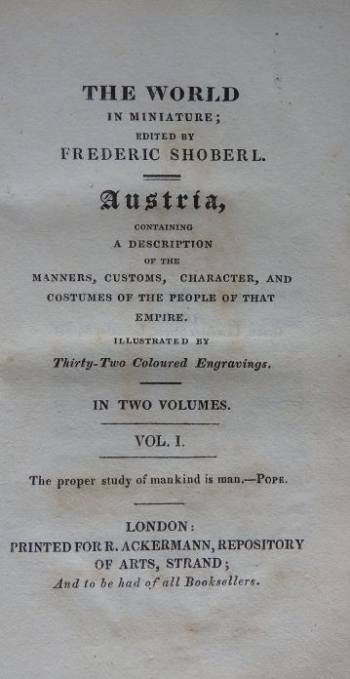 THE WORLD
IN MINIATURE;
EDITED BY
FREDERIC SHOBERL.
Austria,
CONTAINING
A DESCRIPTION
OF THE
MANNERS, CUSTOMS, CHARACTER, AND
COSTUMES OF THE PEOPLE OF THAT
EMPIRE.
ILLUSTRATED BY
Thirty-Two Coloured Engravings.
IN TWO VOLUMES.
VOL. I.
The proper study of mankind is man.—POPE.
LONDON:
PRINTED FOR R. ACKERMANN, REPOSITORY
OF ARTS, STRAND;
And to be had of all Booksellers.